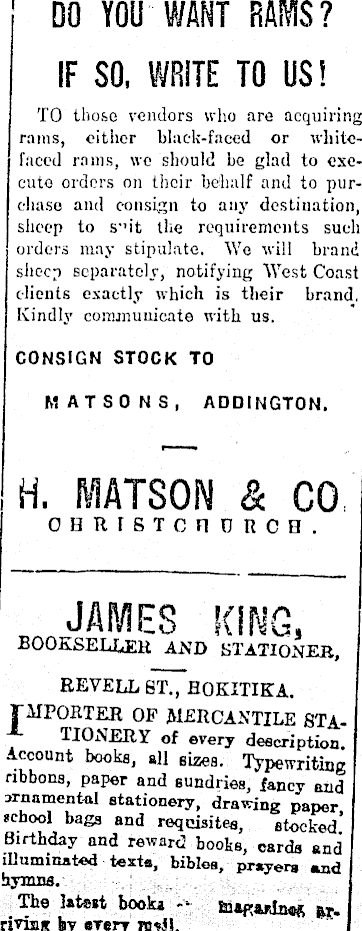 DO YOU WANT RAMS?
IF SO, WRITE TO US!
TO those vendors who are acquiring
rams, either black-faced or white-
faced rams, we should be glad to exe-
cute orders on their behalf and to pur-
chase and consign to any destination,
sheep to suit the requirements such
orders may stipulate. We will brand
sheep separately, notifying West Coast
clients exactly which is their brand.
Kindly communicate with us.
CONSIGN STOCK TO
MATSONS, ADDINGTON.
H. MATSON & CO.
CHRISTCHURCH.
JAMES KING,
BOOKSELLER AND STATIONER,
REVELL ST., HOKITIKA.
IMPORTER OF MERCANTILE STA-
TIONERY of every description.
Account books, all sizes. Typewriting
ribbons, paper and sundries, fancy and
ornamental stationery, drawing paper,
school bags and requisites, stocked.
Birthday and reward books, cards and
illuminated texts, bibles, prayers and
hymns.
The latest books magazines ar-
riving by every mail.